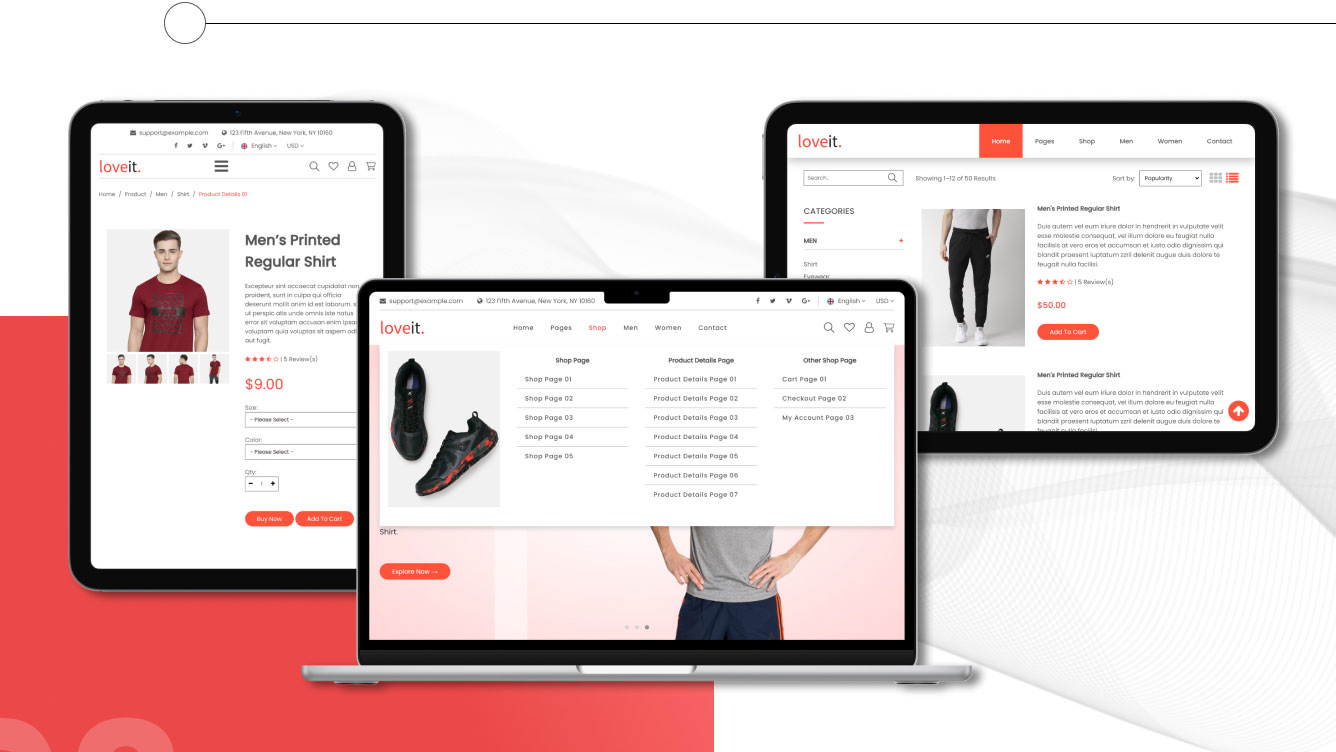 support@example.com 123 Fifth Avenue, New York, NY 10160
English USD
loveit.
Home / Product / Men / Shirt / Product Details 01
Men's Printed
Regular Shirt
Excepteur sint occaecat cupidatat non
proident, sunt in culpa qui officia
deserunt mollit anim id est laborum.
ut perspic atis unde omnis iste natus
error sit voluptam accusan enim
voluptam quia voluptas sit aspern
aut fugit.
| 5 Review(s)
$9.00
Size:
- Please Select -
Color:
- Please Select -
Qty:
- 1 +
Buy Now Add To Cart
support@example.com 123 Fifth Avenue, New York, NY 10160 English USD
loveit. Home Pages Shop Men Women Contact
Shop Page
Shop Page 01
Shop Page 02
Shop Page 03
Shop Page 04
Shop Page 05
Product Details Page
Product Details Page 01
Product Details Page 02
Product Details Page 03
Product Details Page 04
Product Details Page 05
Product Details Page 06
Product Details Page 07
Other Shop Page
Cart Page 01
Checkout Page 02
My Account Page 03
Shirt.
Explore Now →
loveit. Home Pages Shop Men Women Contact
Search.. Showing 1–12 of 50 Results Sort by: Popularity
CATEGORIES
MEN +
Shirt
Eyewear
Men's Printed Regular Shirt
Duis autem vel eum iriure dolor in hendrerit in vulputate velit
esse molestie consequat, vel illum dolore eu feugiat nulla
facilisis at vero eros et accumsan et iusto odio dignissim qui
blandit praesent luptatum zzril delenit augue duis dolore te
feugait nulla facilisi.
| 5 Review(s)
$50.00
Add To Cart
Men's Printed Regular Shirt
Duis autem vel eum iriure dolor in hendrerit in vulputate velit
esse molestie consequat, vel illum dolore eu feugiat nulla
facilisis at vero eros et accumsan et iusto odio dignissim qui
blandit praesent luptatum zzril delenit augue duis dolore te
feugait nulla facilisi.